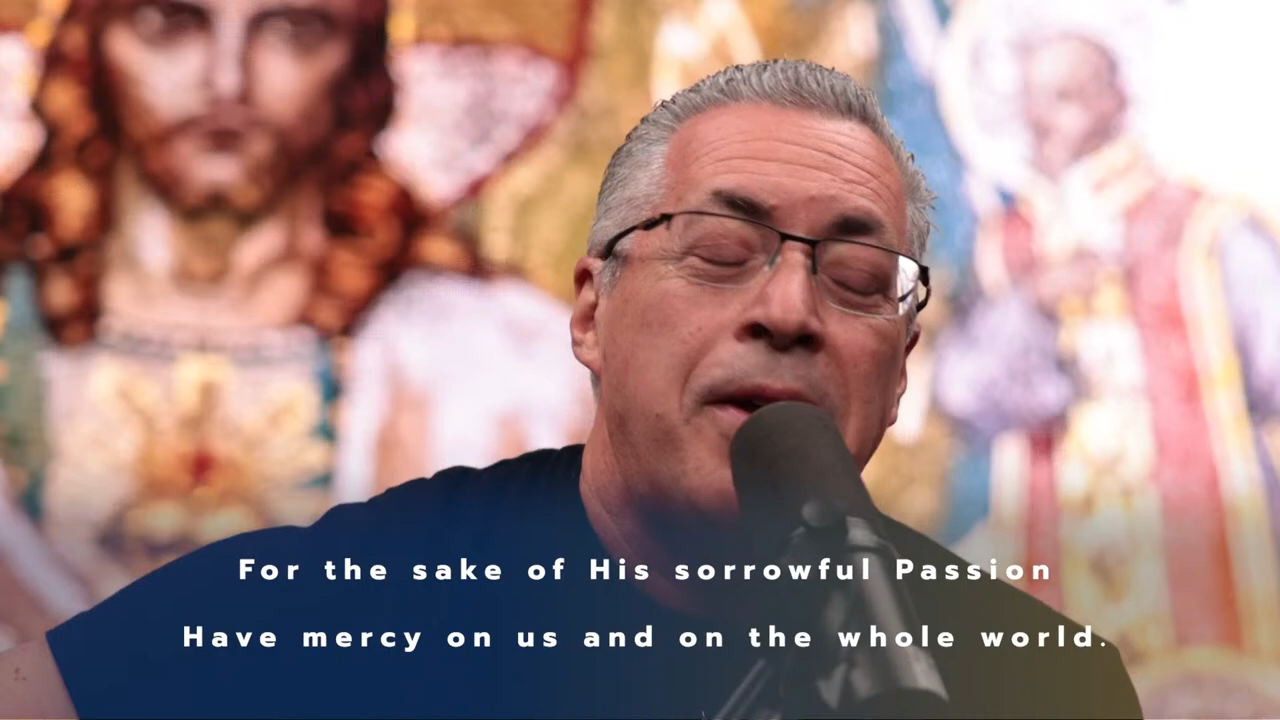 For the sake of His sorrowful Passion
Have mercy on us and on the whole world.